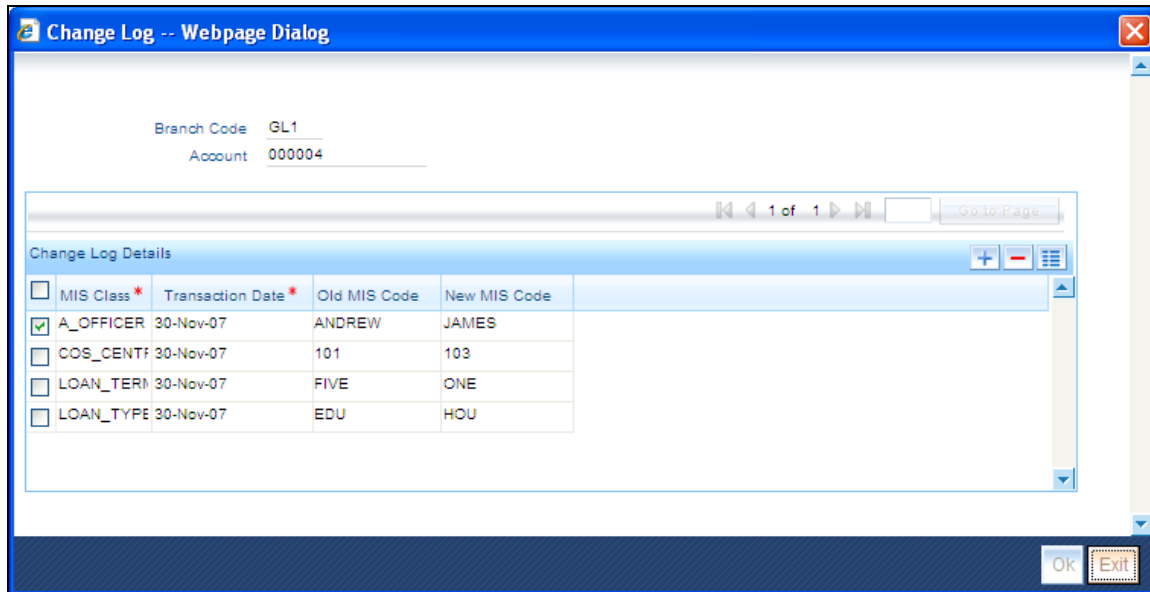 Change Log -- Webpage Dialog
Branch Code GL1
Account 000004
1 of 1 Go to Page
Change Log Details
MIS Class * Transaction Date * Old MIS Code New MIS Code
A_OFFICER 30-Nov-07 ANDREW JAMES
COS_CENTF 30-Nov-07 101 103
LOAN_TERM 30-Nov-07 FIVE ONE
LOAN_TYPE 30-Nov-07 EDU HOU
Ok Exit